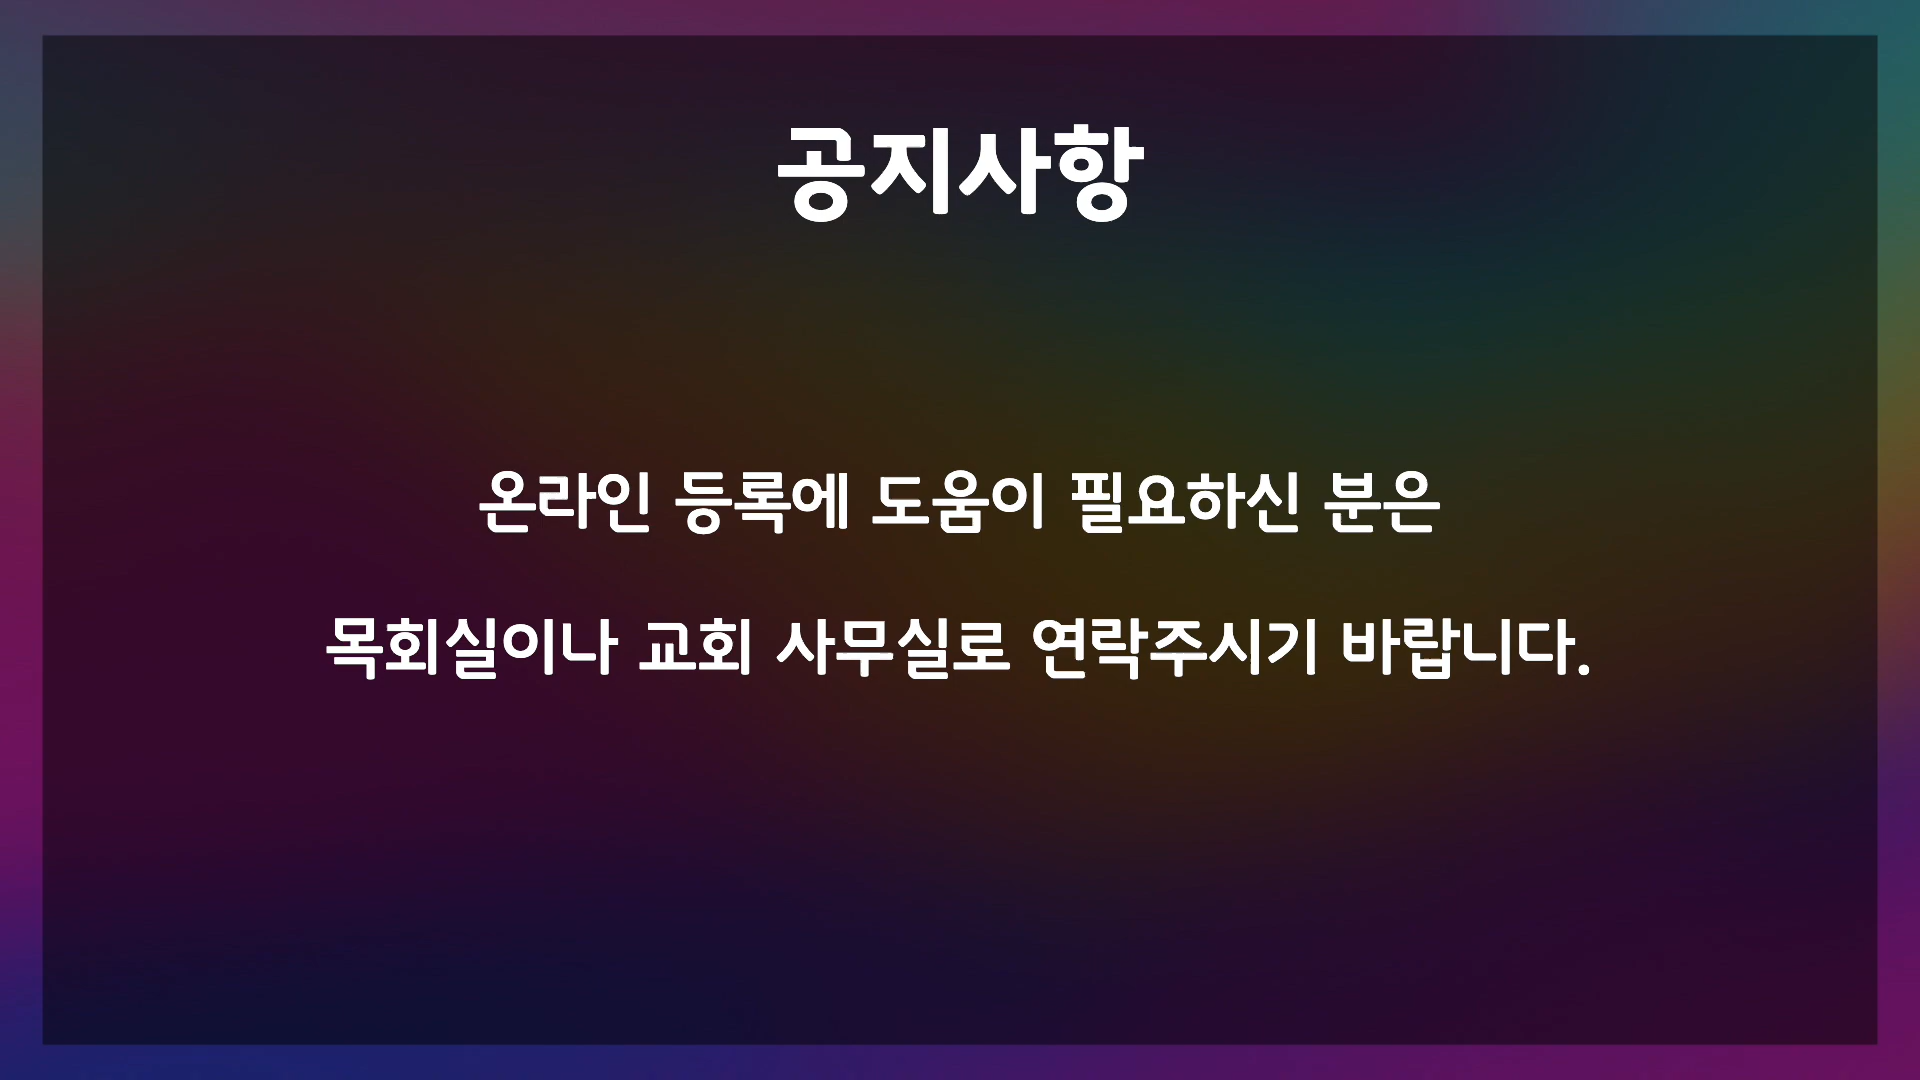 공지사항
온라인 등록에 도움이 필요하신 분은
목회실이나 교회 사무실로 연락주시기 바랍니다.